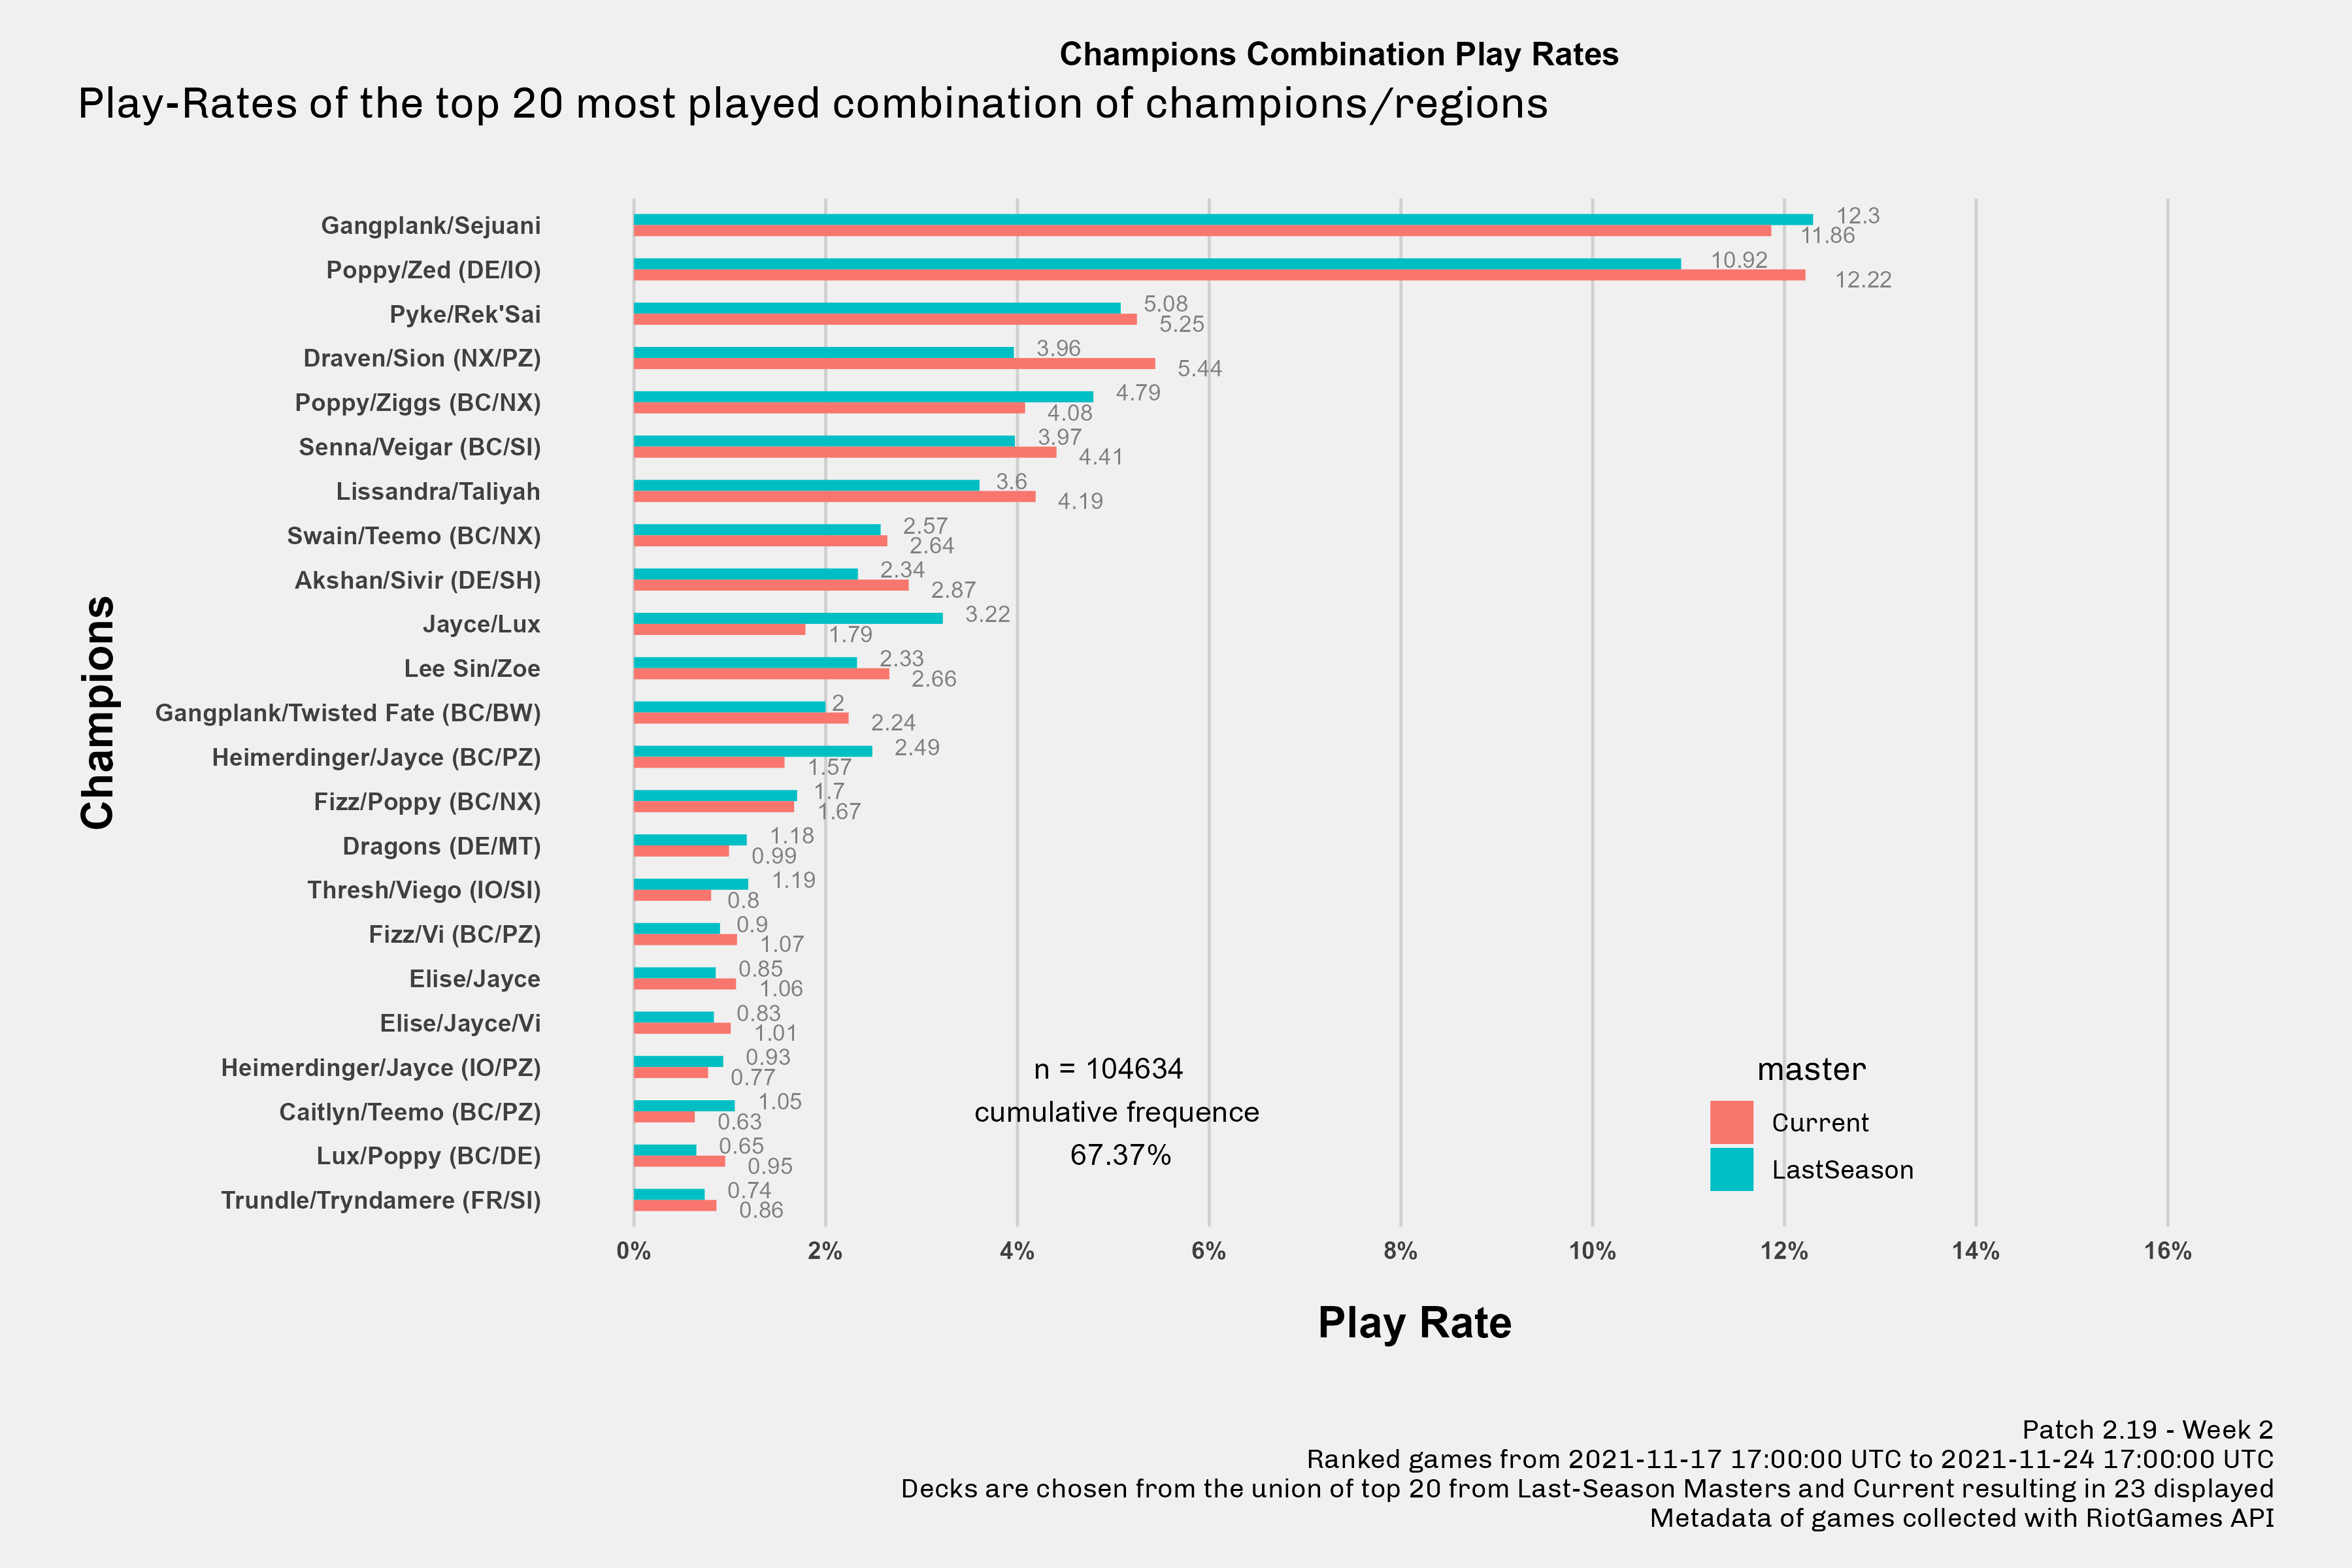 Champions Combination Play Rates
Play-Rates of the top 20 most played combination of champions/regions
Champions
Gangplank/Sejuani 12.3 11.86
Poppy/Zed (DE/IO) 10.92 12.22
Pyke/Rek'Sai 5.08 5.25
Draven/Sion (NX/PZ) 3.96 5.44
Poppy/Ziggs (BC/NX) 4.79 4.08
Senna/Veigar (BC/SI) 3.97 4.41
Lissandra/Taliyah 3.6 4.19
Swain/Teemo (BC/NX) 2.57 2.64
Akshan/Sivir (DE/SH) 2.34 2.87
Jayce/Lux 3.22 1.79
Lee Sin/Zoe 2.33 2.66
Gangplank/Twisted Fate (BC/BW) 2 2.24
Heimerdinger/Jayce (BC/PZ) 2.49 1.57
Fizz/Poppy (BC/NX) 1.7 1.67
Dragons (DE/MT) 1.18 0.99
Thresh/Viego (IO/SI) 1.19 0.8
Fizz/Vi (BC/PZ) 0.9 1.07
Elise/Jayce 0.85 1.06
Elise/Jayce/Vi 0.83 1.01
Heimerdinger/Jayce (IO/PZ) 0.93 0.77
Caitlyn/Teemo (BC/PZ) 1.05 0.63
Lux/Poppy (BC/DE) 0.65 0.95
Trundle/Tryndamere (FR/SI) 0.74 0.86
n = 104634
cumulative frequence
67.37%
master
Current
LastSeason
0% 2% 4% 6% 8% 10% 12% 14% 16%
Play Rate
Patch 2.19 - Week 2
Ranked games from 2021-11-17 17:00:00 UTC to 2021-11-24 17:00:00 UTC
Decks are chosen from the union of top 20 from Last-Season Masters and Current resulting in 23 displayed
Metadata of games collected with RiotGames API